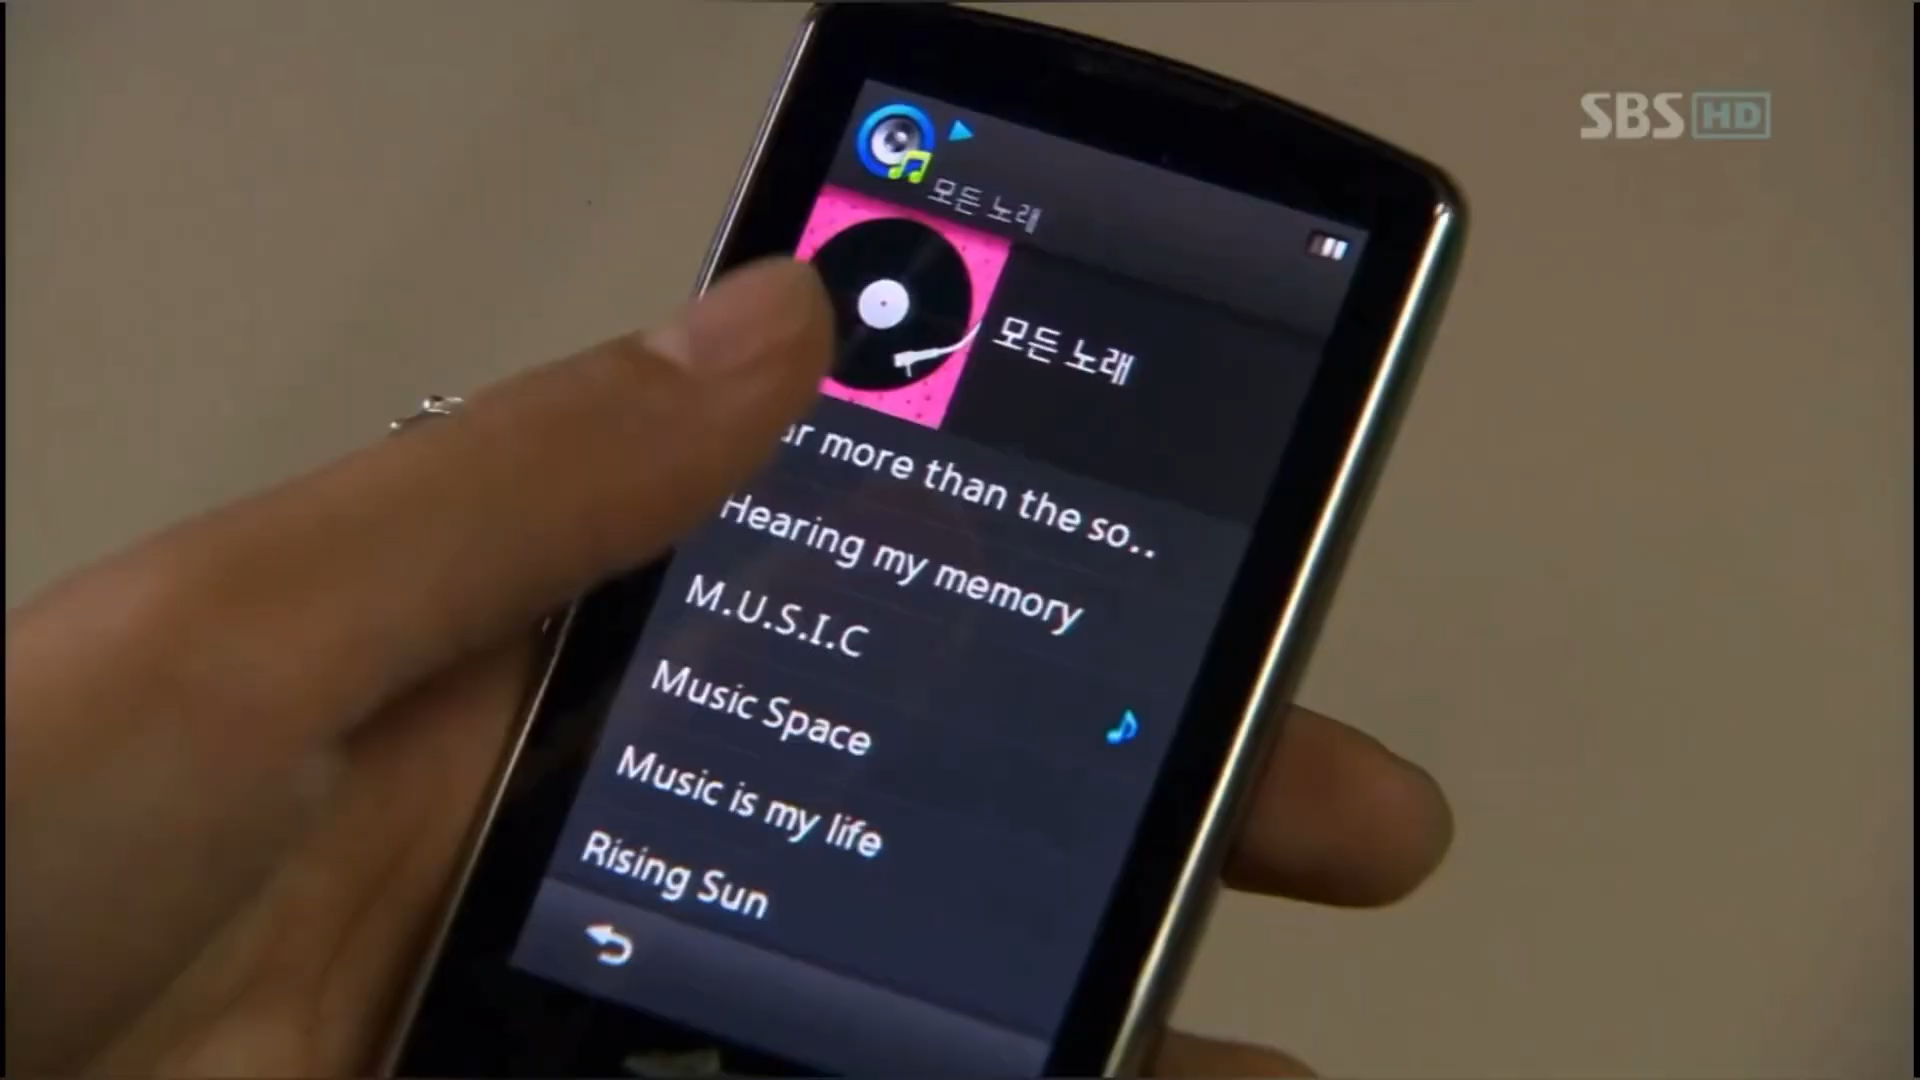 SBS HD
모든 노래
모든 노래
more than the so..
Hearing my memory
M.U.S.I.C
Music Space
Music is my life
Rising Sun